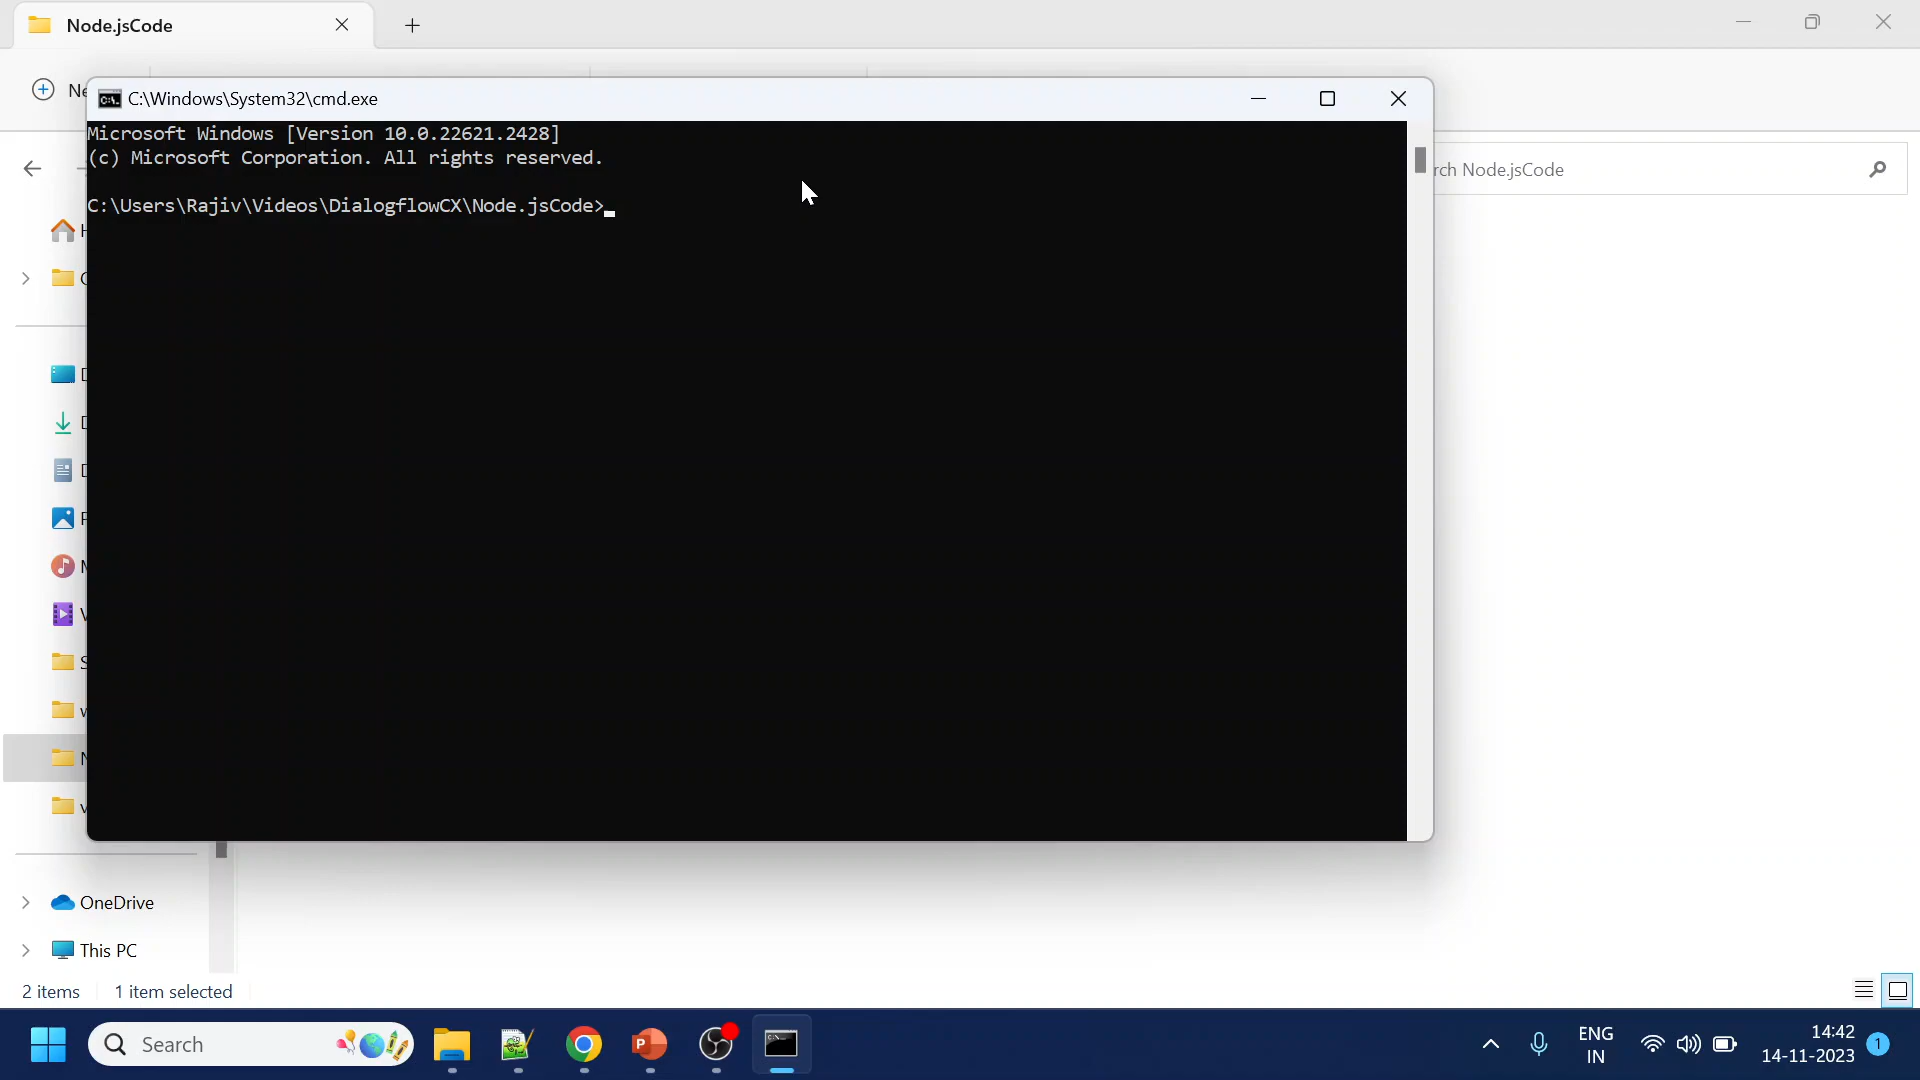 Node.jsCode
C:\Windows\System32\cmd.exe
Microsoft Windows [Version 10.0.22621.2428]
(c) Microsoft Corporation. All rights reserved.
C:\Users\Rajiv\Videos\DialogflowCX\Node.jsCode>
rch Node.jsCode
OneDrive
This PC
2 items
1 item selected
Search
ENG
IN
14:42
14-11-2023
1